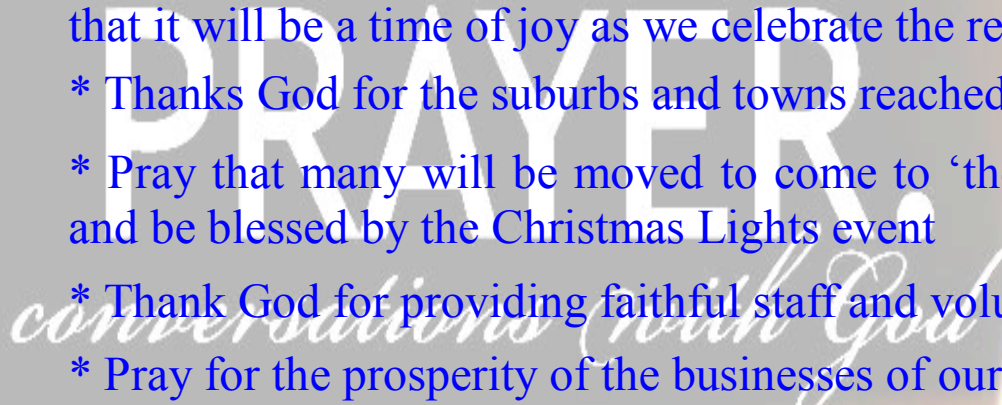 that it will be a time of joy as we celebrate the re
* Thanks God for the suburbs and towns reached
* Pray that many will be moved to come to ‘th
and be blessed by the Christmas Lights event
* Thank God for providing faithful staff and volu
* Pray for the prosperity of the businesses of our
PRAYER.
conversations with God